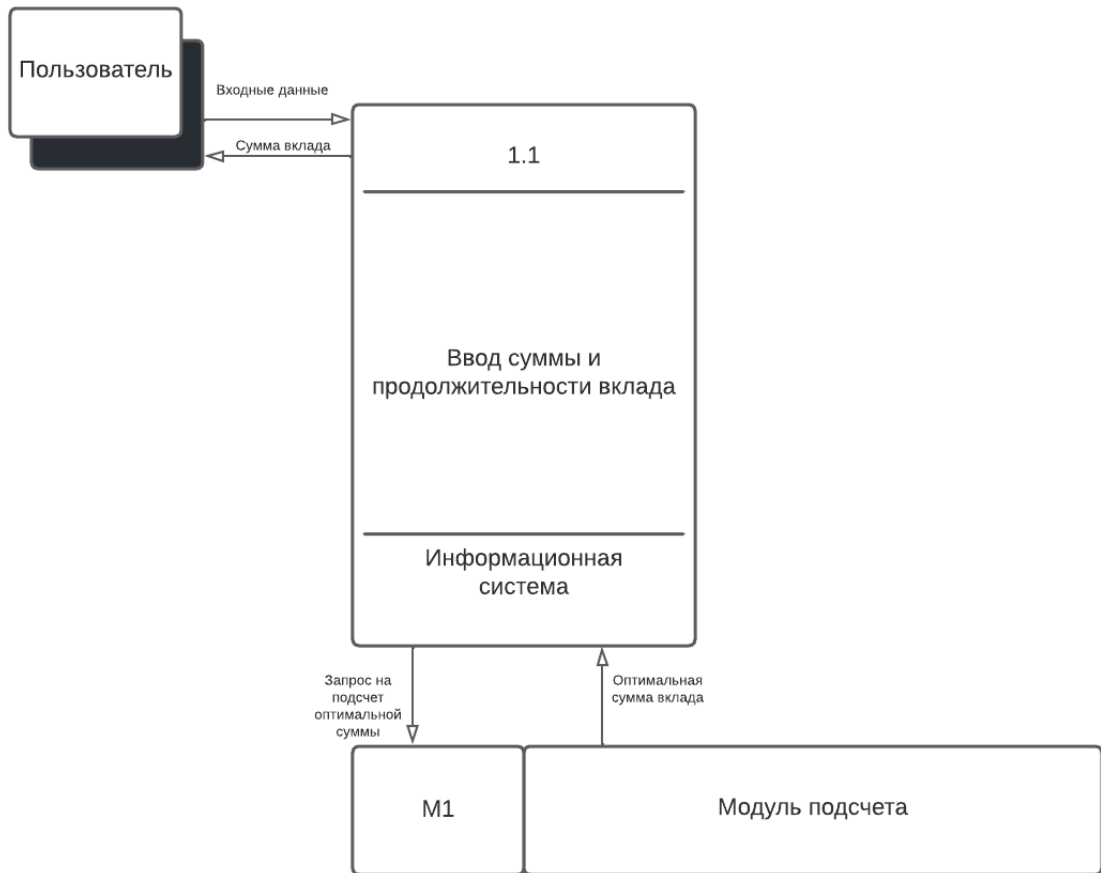 Пользователь
Входные данные
Сумма вклада
1.1
Ввод суммы и
продолжительности вклада
Информационная
система
Запрос на
подсчет
оптимальной
суммы
Оптимальная
сумма вклада
М1
Модуль подсчета